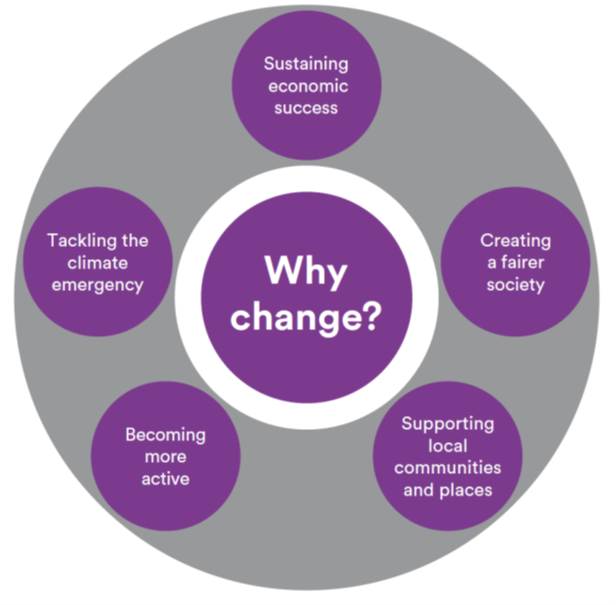 Sustaining
economic
success
Creating
a fairer
society
Supporting
local
communities
and places
Becoming
more
active
Tackling the
climate
emergency
Why
change?